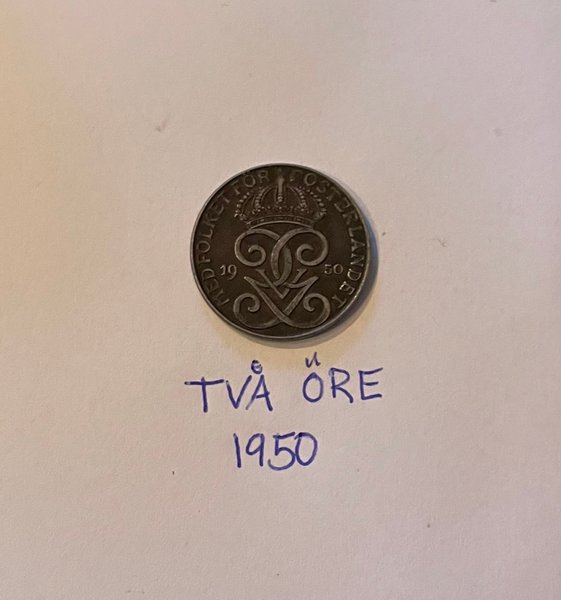 MED FOLKET FÖR FOSTERLANDET
19 50
TVÅ ÖRE
1950